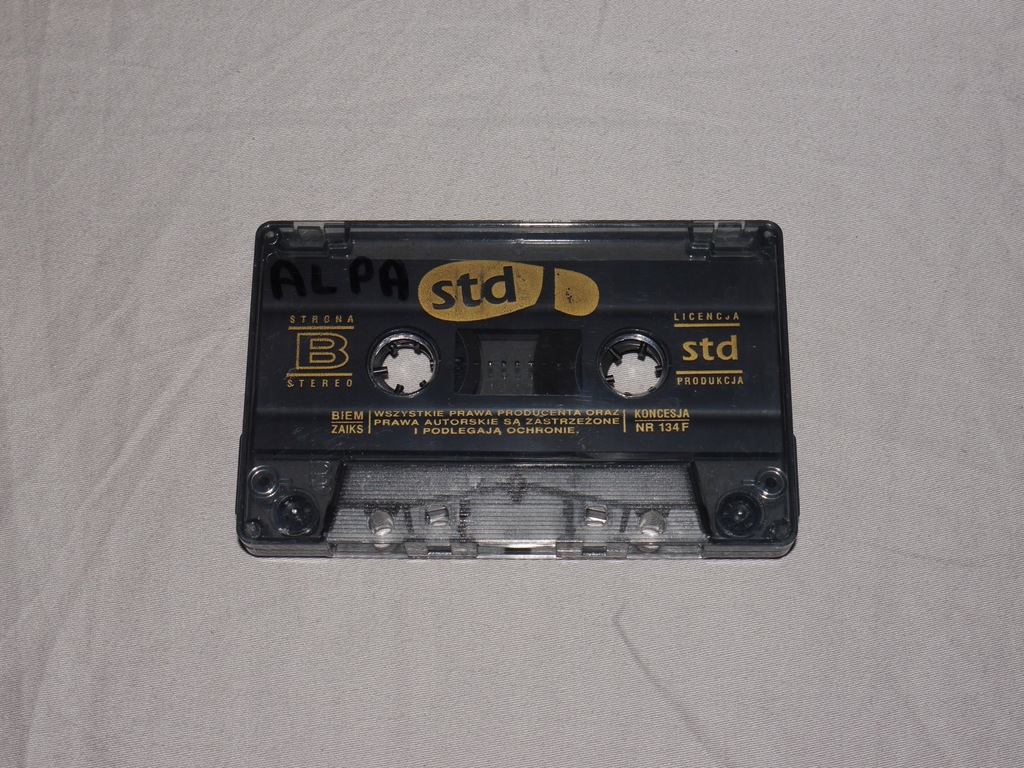 ALPA std
STRONA
B
STEREO
LICENCJA
std
PRODUKCJA
BIEM
ZAIKS
WSZYSTKIE PRAWA PRODUCENTA ORAZ
PRAWA AUTORSKIE SĄ ZASTRZEŻONE
I PODLEGAJĄ OCHRONIE.
KONCESJA
NR 134F